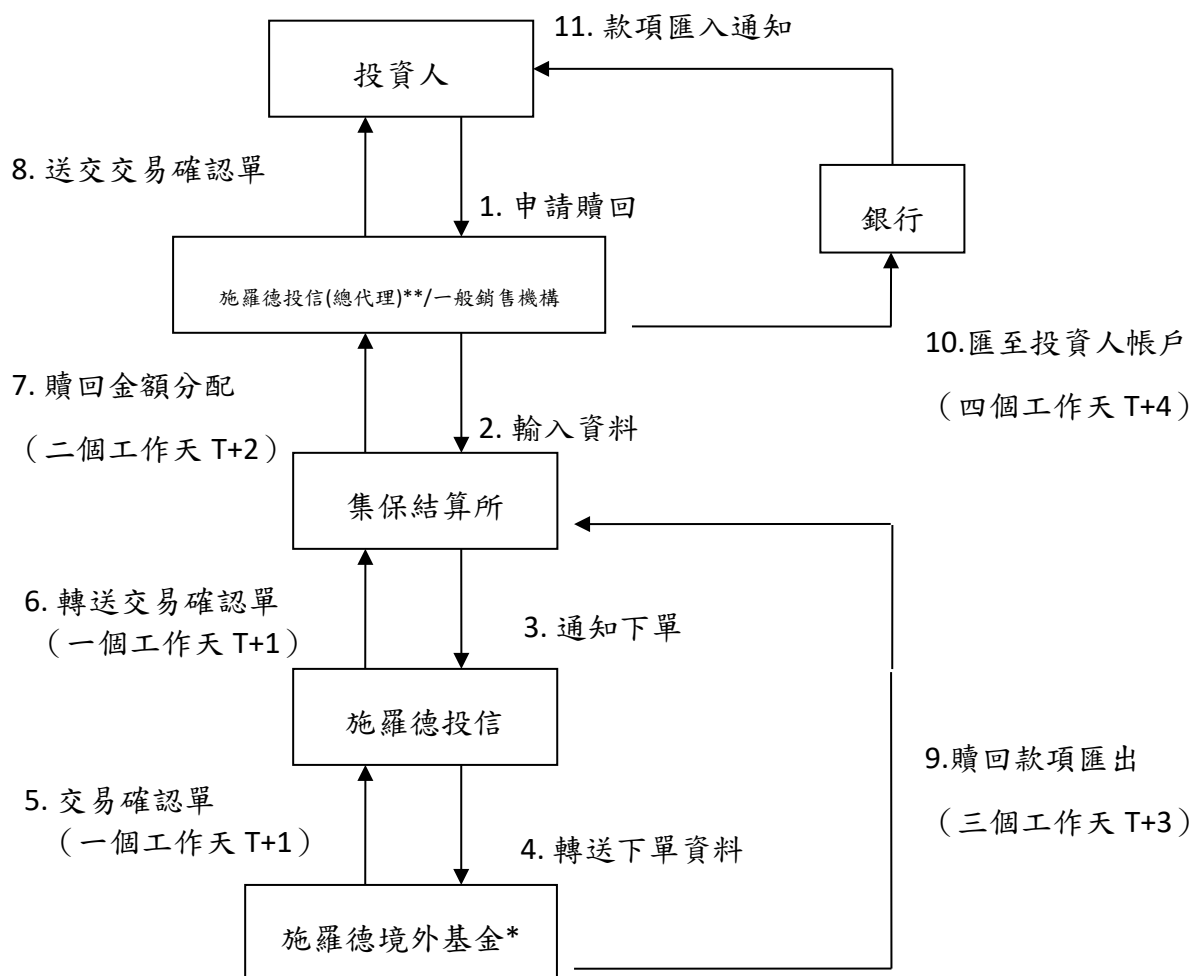 11. 款項匯入通知
投資人
8. 送交交易確認單
1. 申請贖回
銀行
施羅德投信(總代理)**/一般銷售機構
10.匯至投資人帳戶
（四個工作天 T+4）
7. 贖回金額分配
（二個工作天 T+2）
2. 輸入資料
集保結算所
6. 轉送交易確認單
（一個工作天 T+1）
3. 通知下單
施羅德投信
9.贖回款項匯出
（三個工作天 T+3）
5. 交易確認單
（一個工作天 T+1）
4. 轉送下單資料
施羅德境外基金*